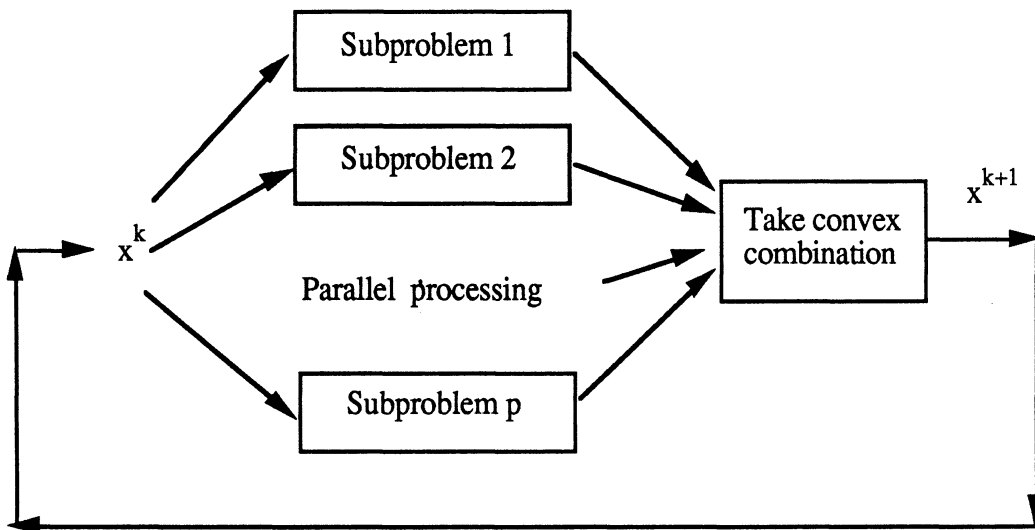 Subproblem 1
Subproblem 2
x^k
Parallel processing
Subproblem p
Take convex
combination
x^{k+1}